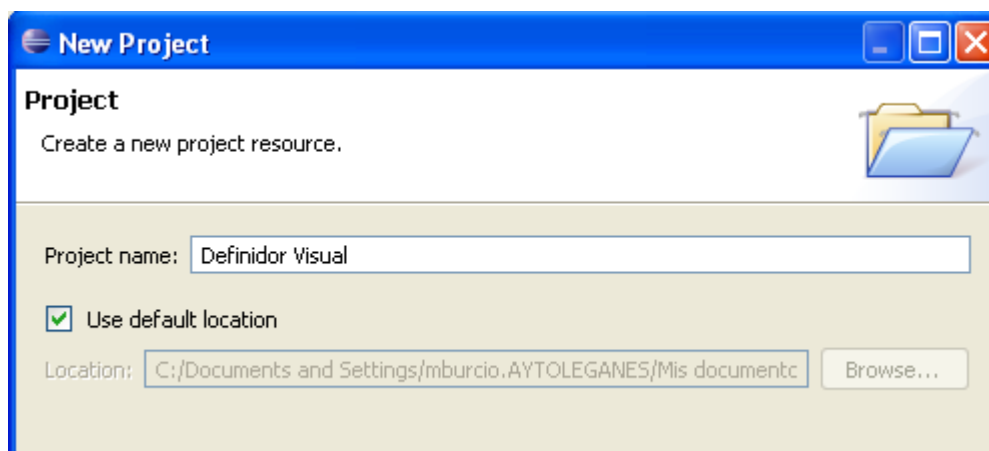 New Project
Project
Create a new project resource.
Project name: Definidor Visual
Use default location
Location: C:/Documents and Settings/mburcio.AYTOLEGANES/Mis documentc Browse...